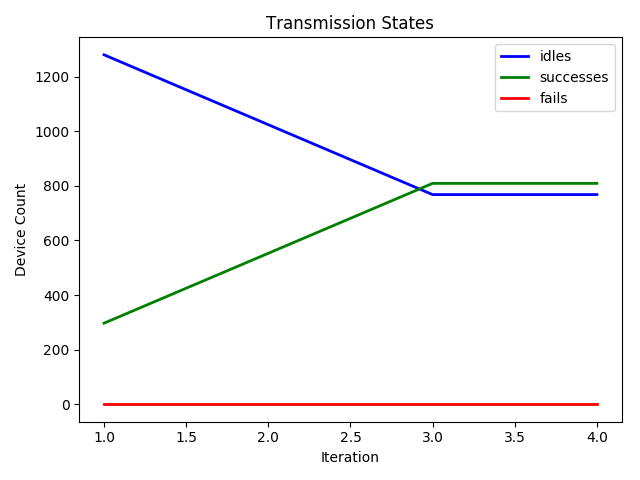 Transmission States
idles
successes
fails
1200
1000
800
600
400
200
0
Device Count
1.0 1.5 2.0 2.5 3.0 3.5 4.0
Iteration